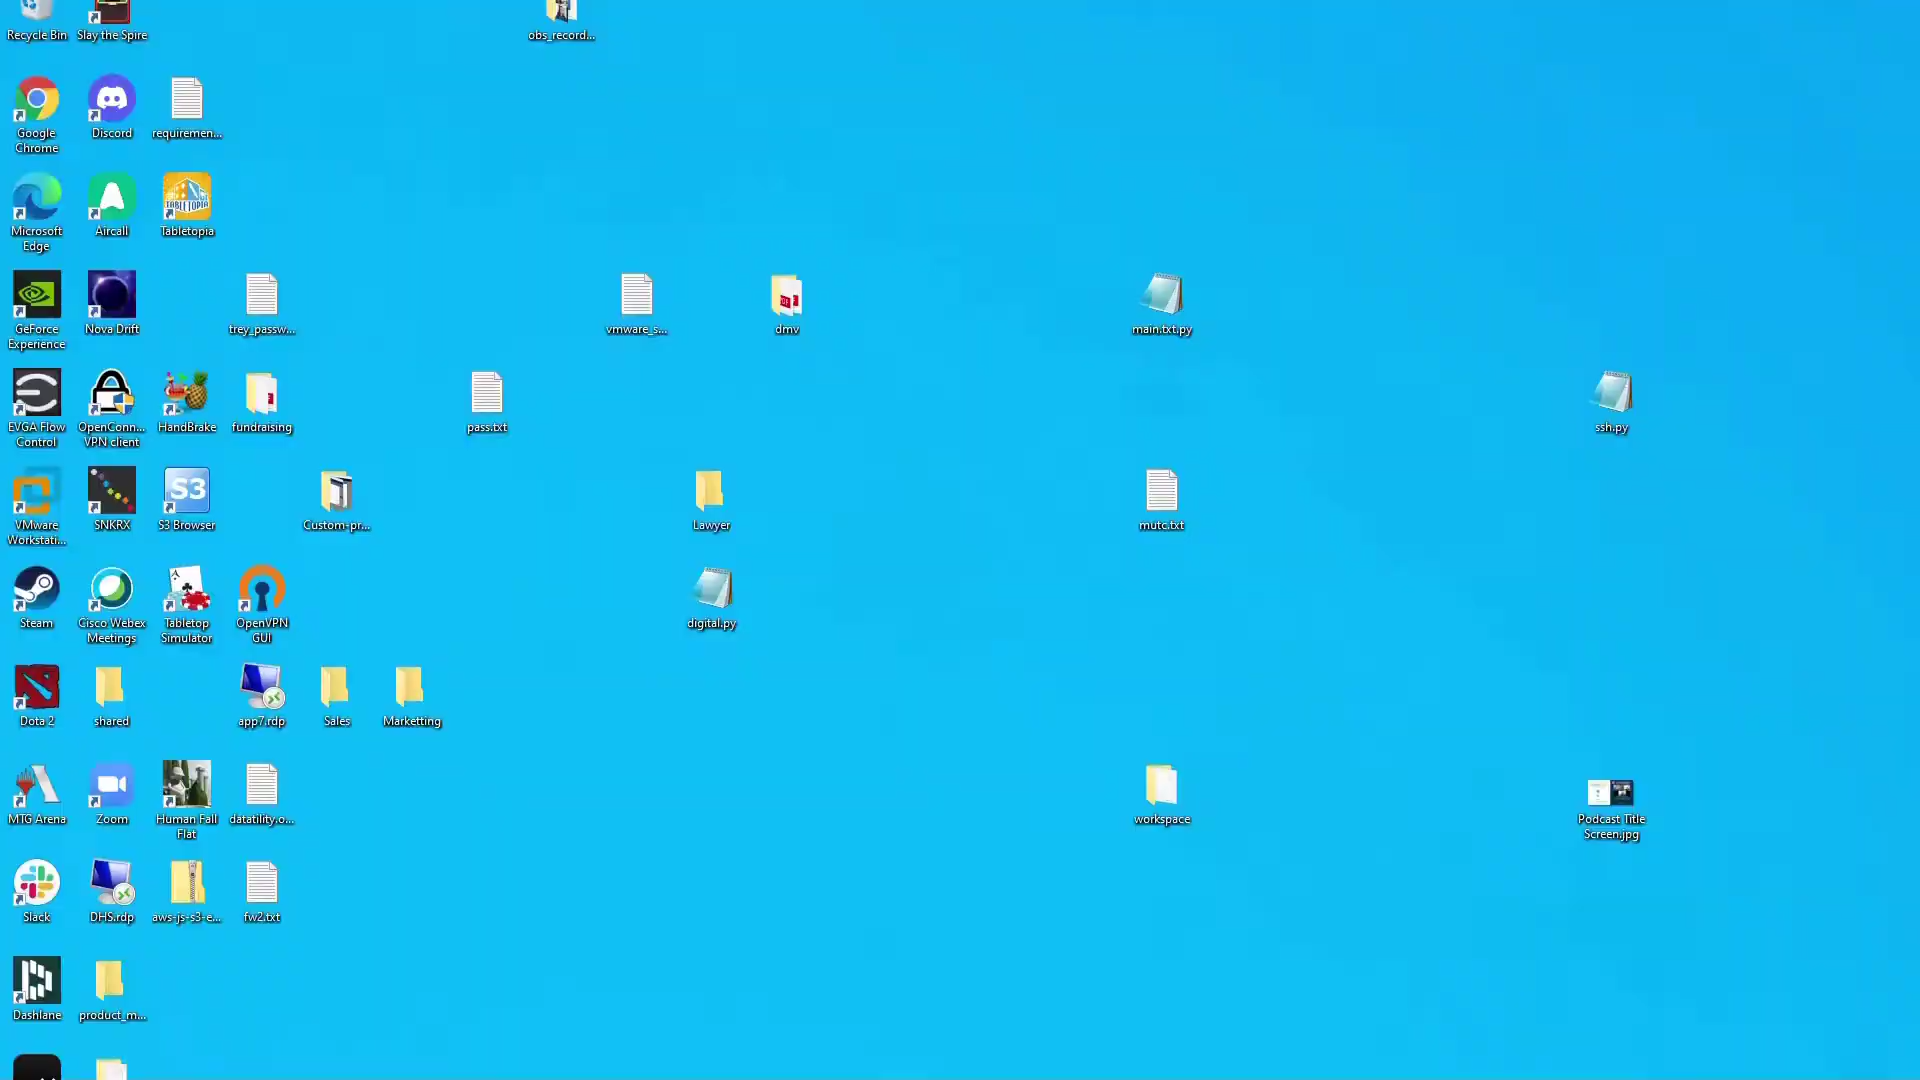 Recycle Bin
Slay the Spire
obs_record...
Google
Chrome
Discord
requiremen...
Microsoft
Edge
Aircall
TABLETOPIA
Tabletopia
GeForce
Experience
Nova Drift
trey_passw...
vmware_s...
PDF
dmv
main.txt.py
EVGA Flow
Control
OpenConn...
VPN client
HandBrake
fundraising
pass.txt
ssh.py
VMware
Workstati...
SNKRX
S3
S3 Browser
Custom-pr...
Lawyer
mutc.txt
Steam
Cisco Webex
Meetings
Tabletop
Simulator
OpenVPN
GUI
digital.py
Dota 2
shared
app7.rdp
Sales
Marketting
MTG Arena
Zoom
Human Fall
Flat
datatility.o...
workspace
Podcast Title
Screen.jpg
Slack
DHS.rdp
aws-js-s3-e...
fw2.txt
Dashlane
product_m...